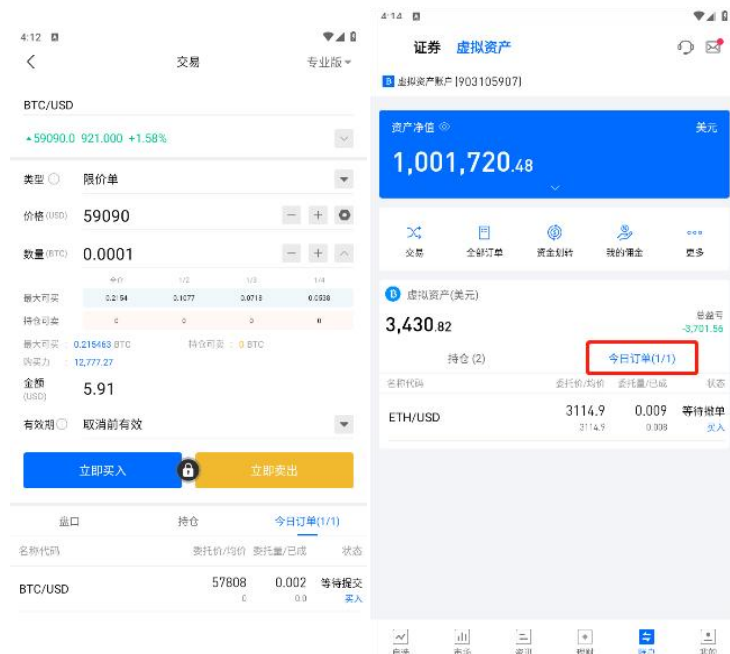 4:12
交易
专业版
BTC/USD
59090.0 921.000 +1.58%
类型
限价单
价格(USD) 59090
数量(BTC) 0.0001
全仓 1/2 1/3 1/4
最大可买 0.2154 0.1077 0.0718 0.0538
持仓可卖 0 0 0 0
最大可买 : 0.215463 BTC 持仓可卖 : 0 BTC
购买力 : 12,777.27
金额 (USD) 5.91
有效期 取消前有效
立即买入 立即卖出
盘口 持仓 今日订单(1/1)
名称代码 委托价/均价 委托量/已成 状态
BTC/USD 57808 0.002 等待提交
0 0.0 买入
4:14
证券 虚拟资产
虚拟资产账户(903105907)
资产净值 美元
1,001,720.48
交易 全部订单 资金划转 我的佣金 更多
虚拟资产(美元)
3,430.82
总盈亏
-3,701.56
持仓 (2) 今日订单(1/1)
名称代码 委托价/均价 委托量/已成 状态
ETH/USD 3114.9 0.009 等待撤单
3114.9 0.008 买入